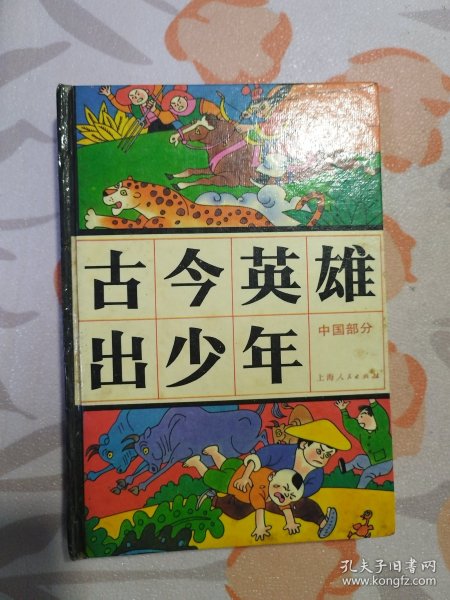 古今英雄
出少年
中国部分
上海人民出版社
孔夫子旧书网
www.kongfz.com